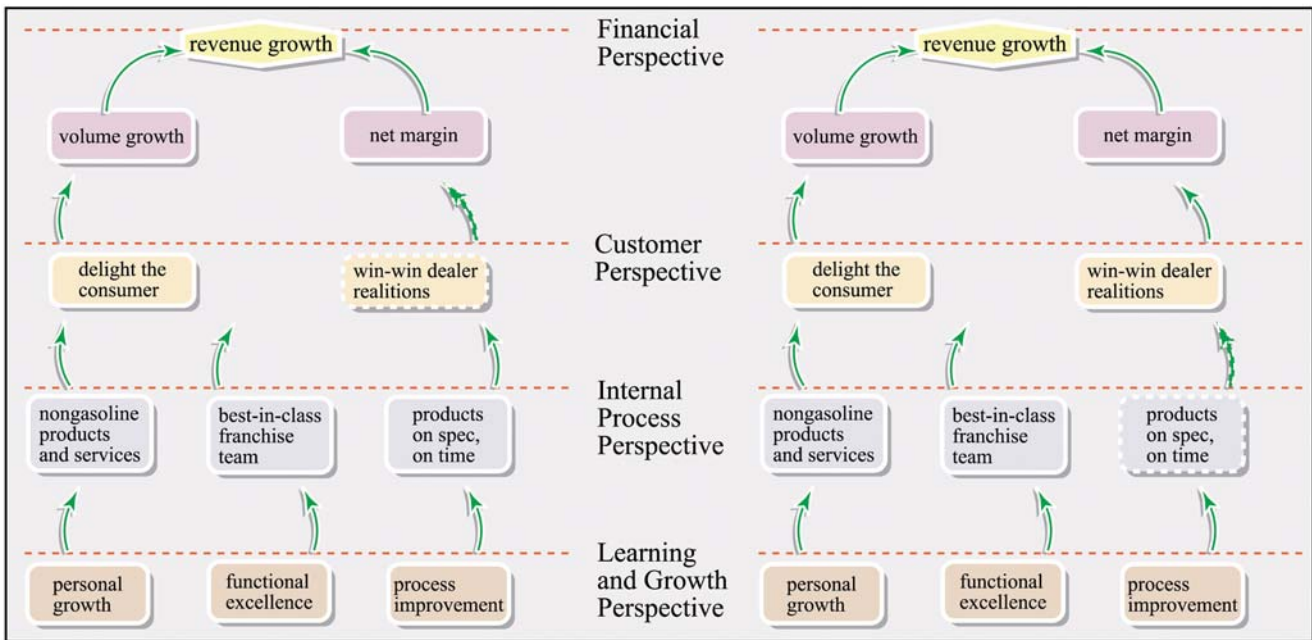 revenue growth
Financial
Perspective
revenue growth
volume growth
net margin
volume growth
net margin
Customer
Perspective
delight the
consumer
win-win dealer
realitions
delight the
consumer
win-win dealer
realitions
Internal
Process
Perspective
nongasoline
products
and services
best-in-class
franchise
team
products
on spec,
on time
nongasoline
products
and services
best-in-class
franchise
team
products
on spec,
on time
Learning
and Growth
Perspective
personal
growth
functional
excellence
process
improvement
personal
growth
functional
excellence
process
improvement